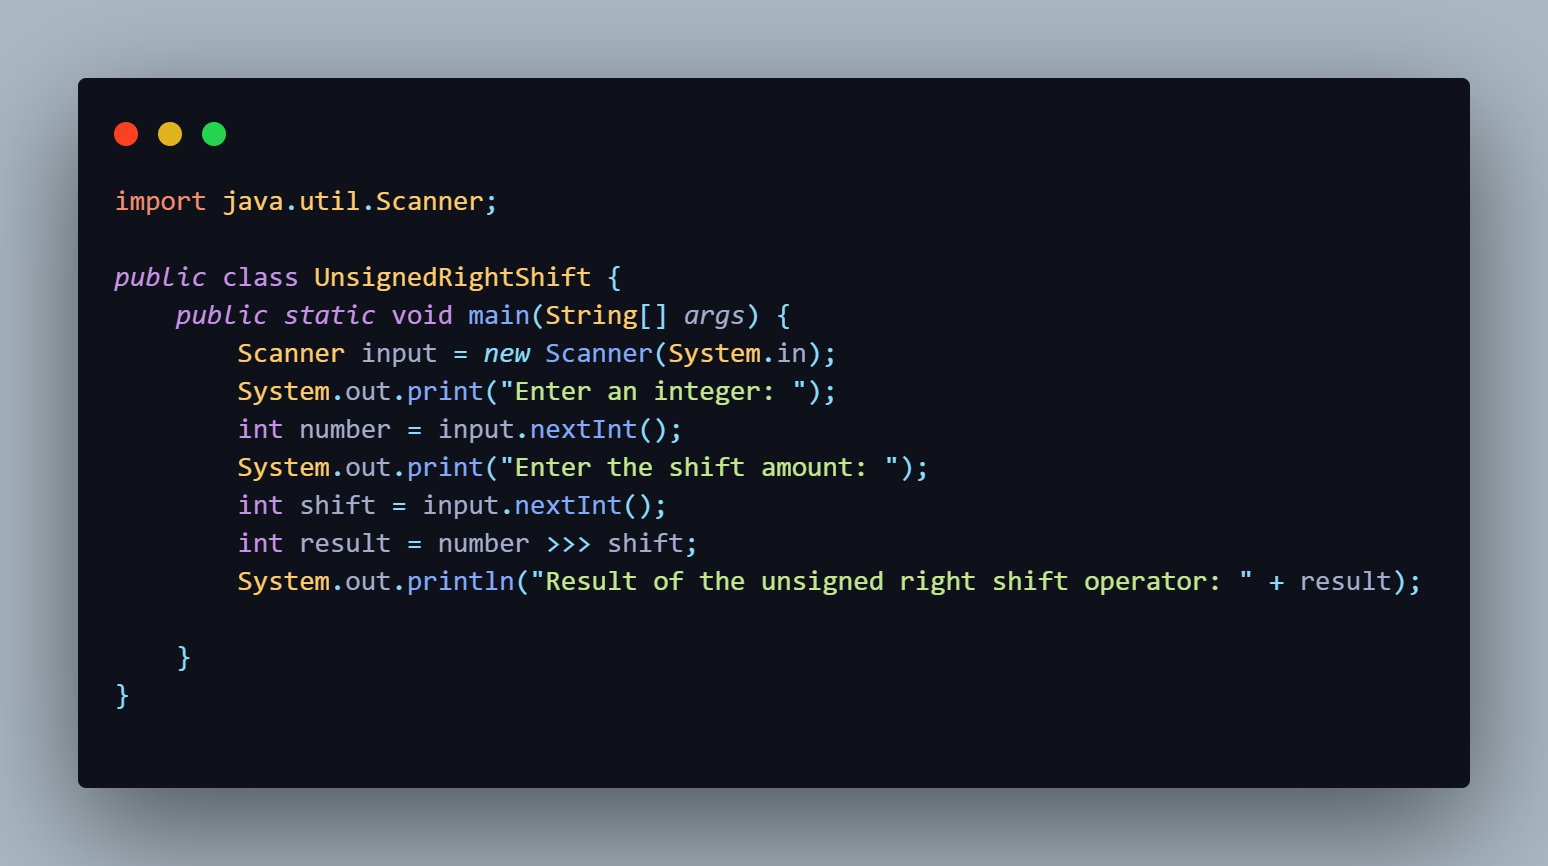 import java.util.Scanner;

public class UnsignedRightShift {
    public static void main(String[] args) {
        Scanner input = new Scanner(System.in);
        System.out.print("Enter an integer: ");
        int number = input.nextInt();
        System.out.print("Enter the shift amount: ");
        int shift = input.nextInt();
        int result = number >>> shift;
        System.out.println("Result of the unsigned right shift operator: " + result);

    }
}